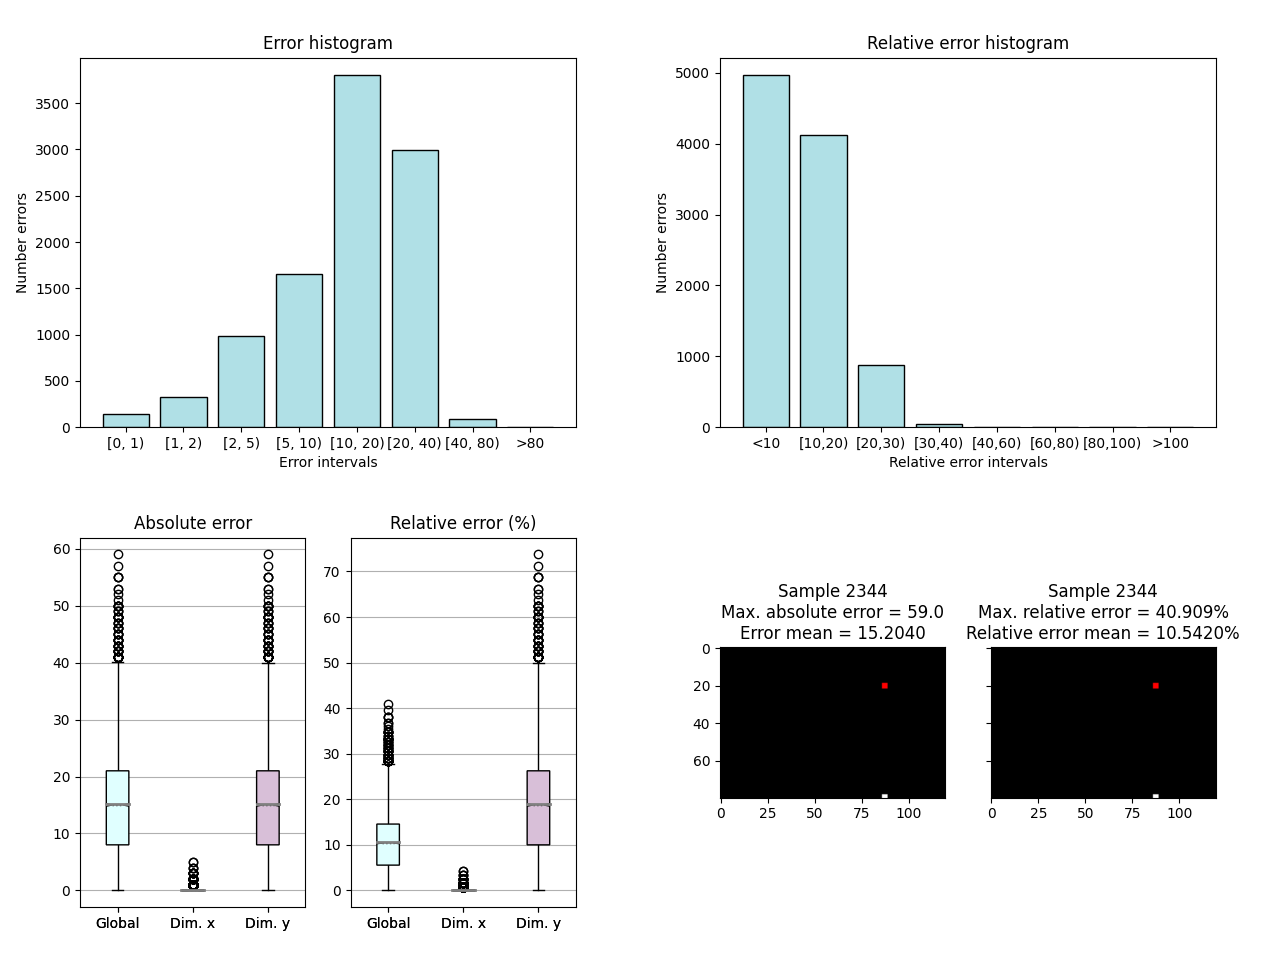 Error histogram
Number errors
3500
3000
2500
2000
1500
1000
500
0
[0, 1) [1, 2) [2, 5) [5, 10) [10, 20) [20, 40) [40, 80) >80
Error intervals
Relative error histogram
Number errors
5000
4000
3000
2000
1000
0
<10 [10,20) [20,30) [30,40) [40,60) [60,80) [80,100) >100
Relative error intervals
Absolute error
60
50
40
30
20
10
0
Global Dim. x Dim. y
Relative error (%)
70
60
50
40
30
20
10
0
Global Dim. x Dim. y
Sample 2344
Max. absolute error = 59.0
Error mean = 15.2040
0
20
40
60
0 25 50 75 100
Sample 2344
Max. relative error = 40.909%
Relative error mean = 10.5420%
0 25 50 75 100